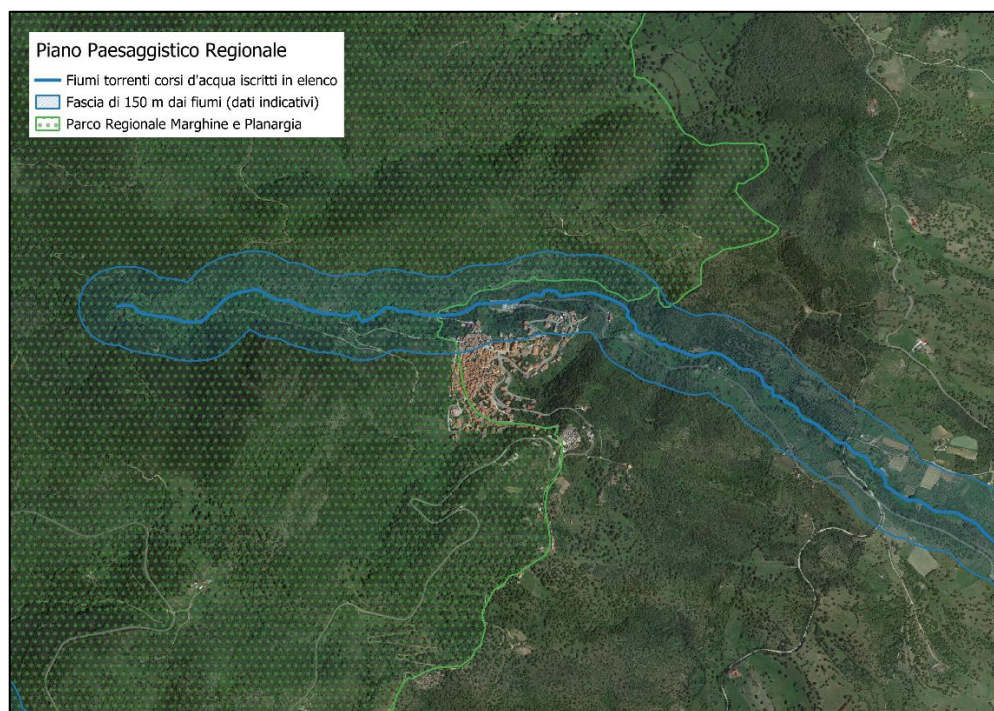 Piano Paesaggistico Regionale
Fiumi torrenti corsi d'acqua iscritti in elenco
Fascia di 150 m dai fiumi (dati indicativi)
Parco Regionale Marghine e Planargia